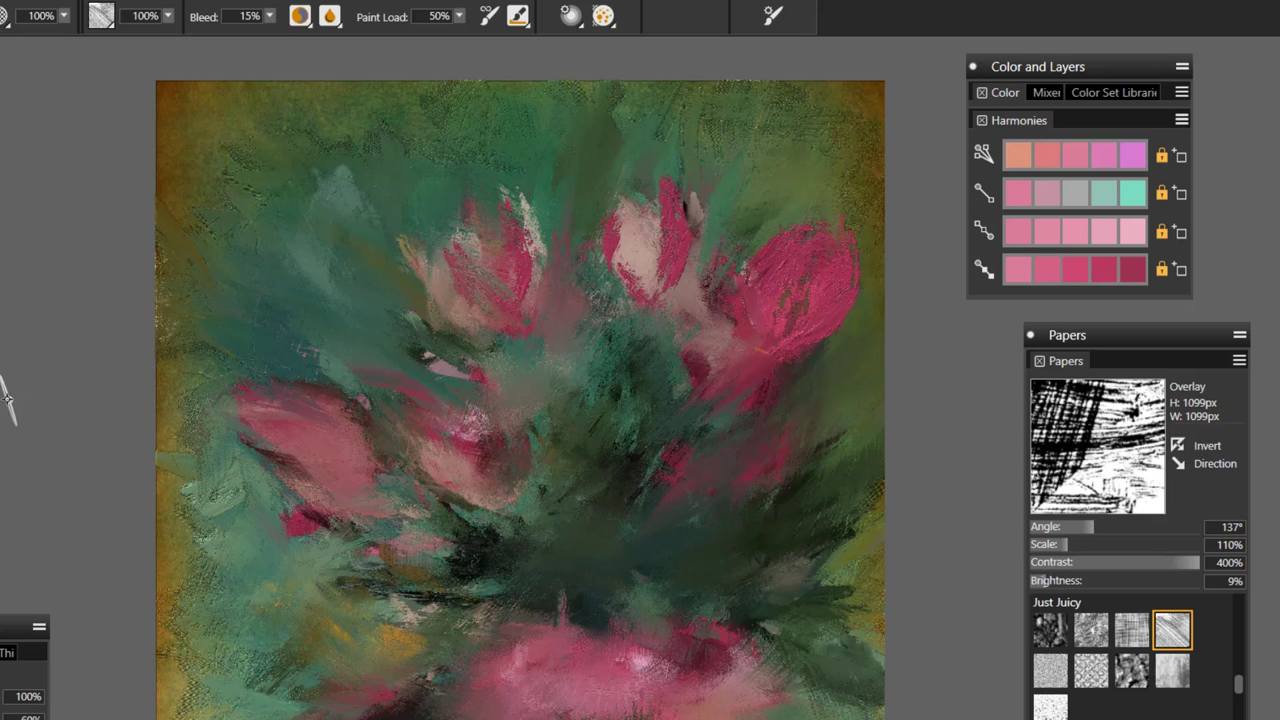 100% 100% Bleed: 15% Paint Load: 50%
Color and Layers
Color Mixer Color Set Librarie
Harmonies
Papers
Papers
Overlay
H: 1099px
W: 1099px
Invert
Direction
Angle: 137°
Scale: 110%
Contrast: 400%
Brightness: 9%
Just Juicy
Thi
100%